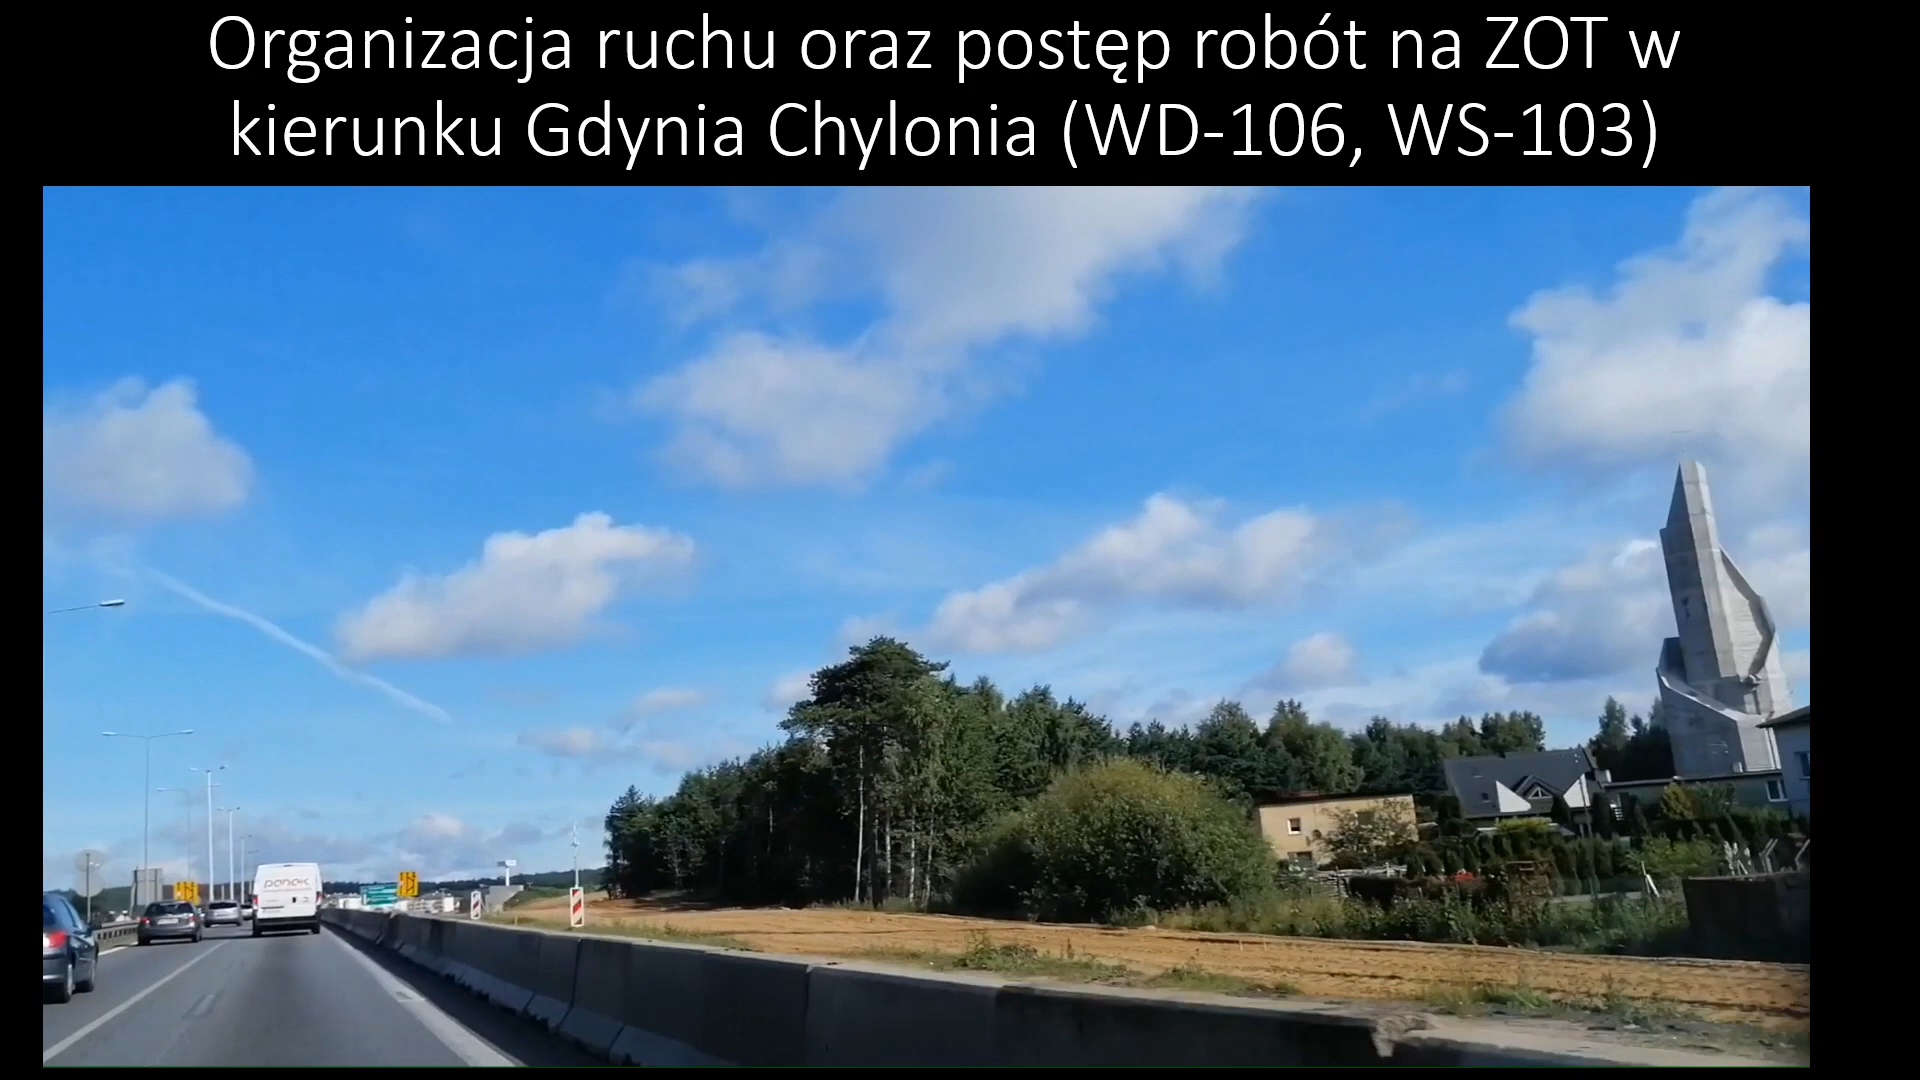 Organizacja ruchu oraz postęp robót na ZOT w
kierunku Gdynia Chylonia (WD-106, WS-103)